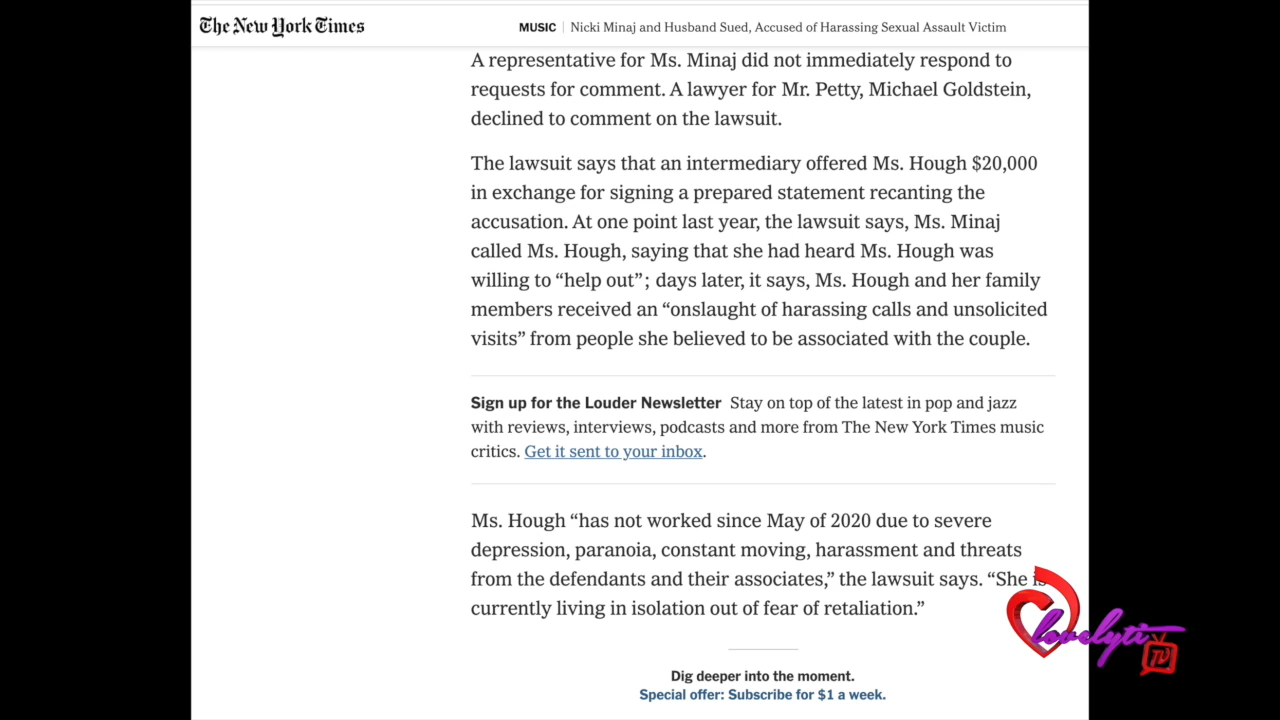 The New York Times
MUSIC | Nicki Minaj and Husband Sued, Accused of Harassing Sexual Assault Victim
A representative for Ms. Minaj did not immediately respond to
requests for comment. A lawyer for Mr. Petty, Michael Goldstein,
declined to comment on the lawsuit.
The lawsuit says that an intermediary offered Ms. Hough $20,000
in exchange for signing a prepared statement recanting the
accusation. At one point last year, the lawsuit says, Ms. Minaj
called Ms. Hough, saying that she had heard Ms. Hough was
willing to “help out”; days later, it says, Ms. Hough and her family
members received an “onslaught of harassing calls and unsolicited
visits” from people she believed to be associated with the couple.
Sign up for the Louder Newsletter Stay on top of the latest in pop and jazz
with reviews, interviews, podcasts and more from The New York Times music
critics. Get it sent to your inbox.
Ms. Hough “has not worked since May of 2020 due to severe
depression, paranoia, constant moving, harassment and threats
from the defendants and their associates,” the lawsuit says. “She is
currently living in isolation out of fear of retaliation.”
lovelyti
TV
Dig deeper into the moment.
Special offer: Subscribe for $1 a week.